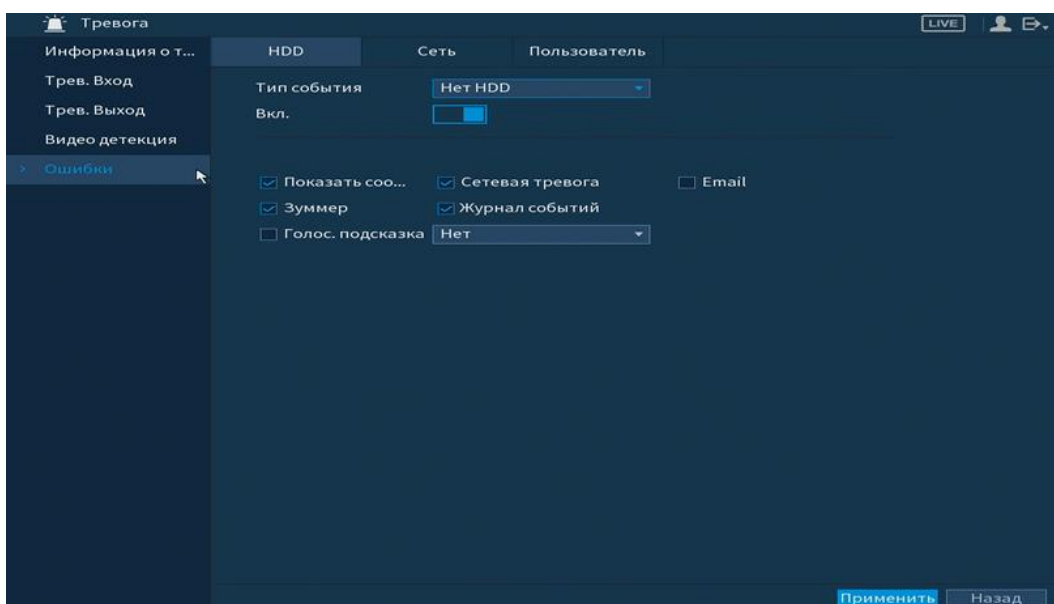 Тревога LIVE
Информация о т... HDD Сеть Пользователь
Трев. Вход Тип события Нет HDD
Трев. Выход Вкл.
Видео детекция
> Ошибки
Показать соо... Сетевая тревога Email
Зуммер Журнал событий
Голос. подсказка Нет
Применить Назад